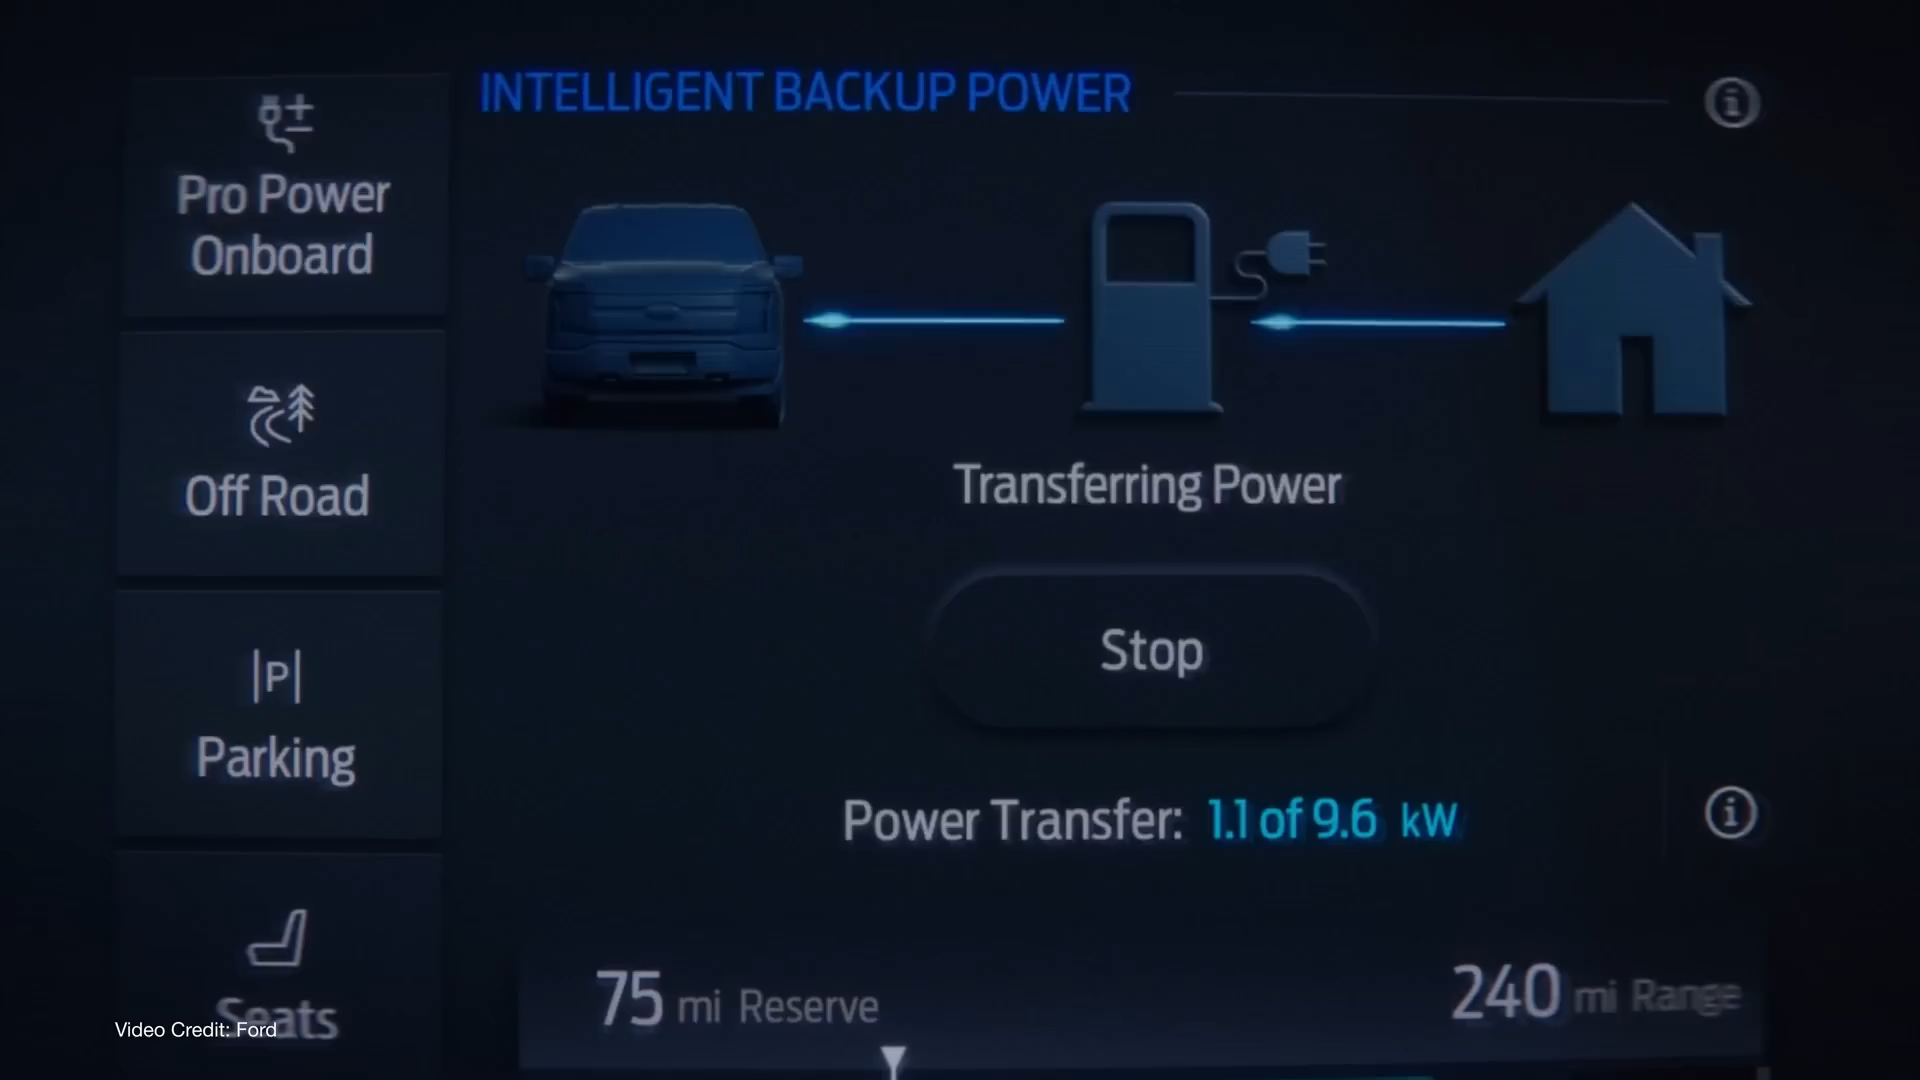 INTELLIGENT BACKUP POWER
Pro Power
Onboard
Off Road
Transferring Power
Stop
|P|
Parking
Power Transfer: 1.1 of 9.6 kW
75 mi Reserve
240 mi Range
Seats
Video Credit: Ford